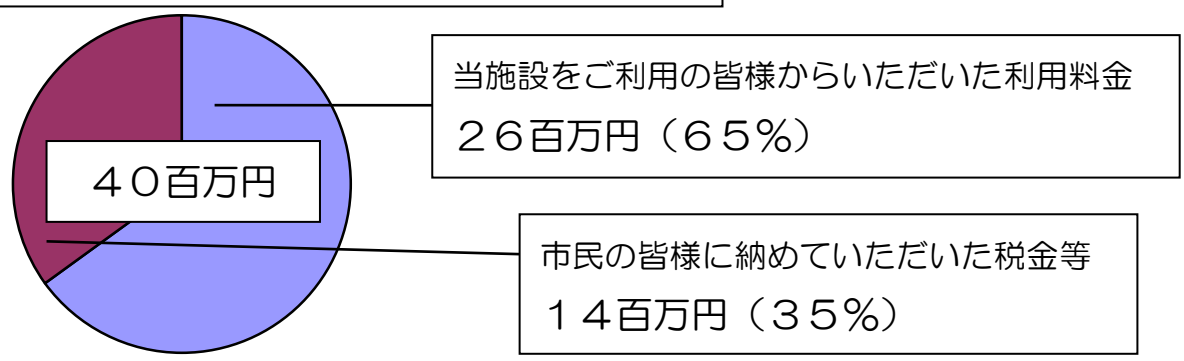 当施設をご利用の皆様からいただいた利用料金
２６百万円（６５％）
４０百万円
市民の皆様に納めていただいた税金等
１４百万円（３５％）